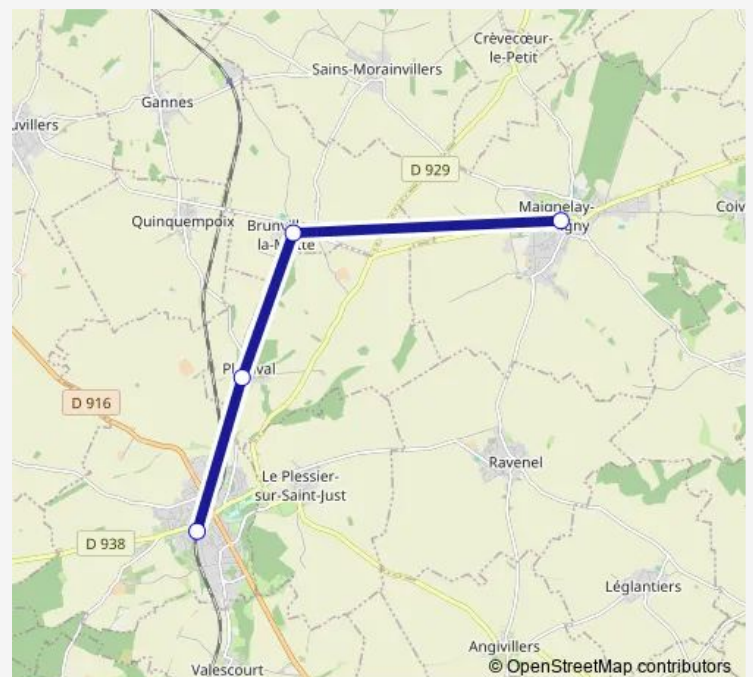 Crèvecœur-
le-Petit
Sains-Morainvillers
Gannes
uvillers
D 929
Maignelay-
Quinquempoix
Coiv
D 916
Ravenel
Le Plessier-
sur-Saint-Just
D 938
Léglantiers
Angivillers
Valescourt
© OpenStreetMap contributors